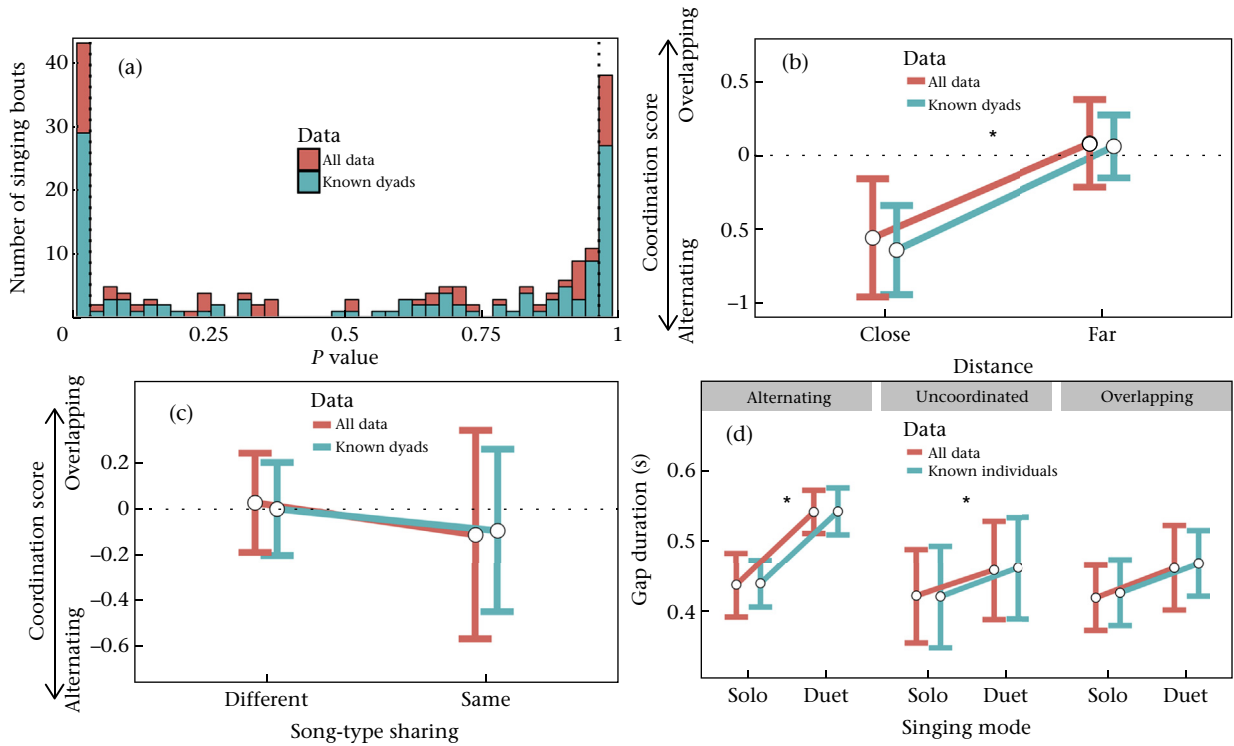 (a)
Number of singing bouts
40
30
20
10
0
Data
All data
Known dyads
0
0.25
0.5
0.75
1
P value
(b)
Coordination score
Overlapping
Alternating
0.5
0
0.5
–1
Data
All data
Known dyads
*
Close
Far
Distance
(c)
Coordination score
Overlapping
Alternating
0.2
0
–0.2
–0.4
–0.6
Data
All data
Known dyads
Different
Same
Song-type sharing
Alternating
Uncoordinated
Overlapping
(d)
Gap duration (s)
0.6
0.5
0.4
Data
All data
Known individuals
*
*
Solo
Duet
Solo
Duet
Solo
Duet
Singing mode